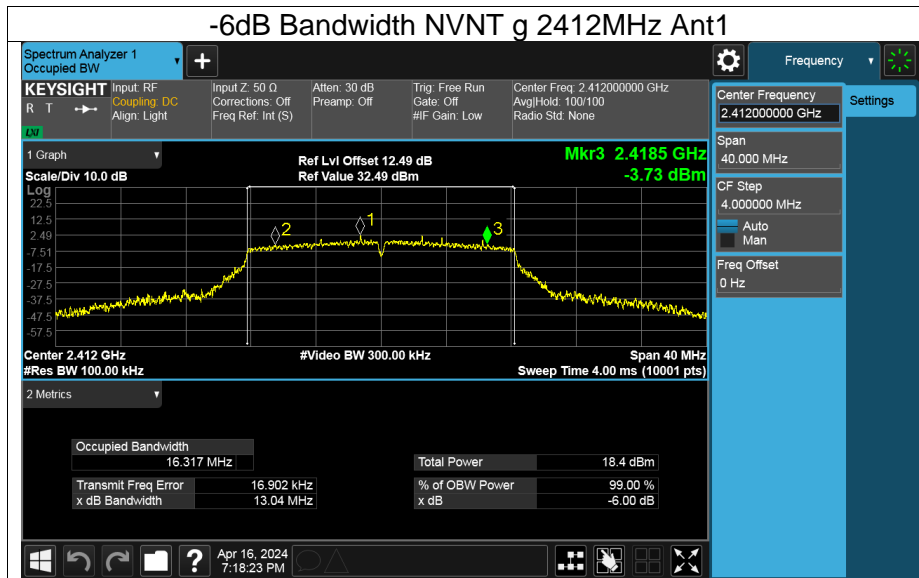 -6dB Bandwidth NVNT g 2412MHz Ant1
Spectrum Analyzer 1
Occupied BW
+
Frequency
KEYSIGHT
R T
LXI
Input: RF
Coupling: DC
Align: Light
Input Z: 50 Ω
Corrections: Off
Freq Ref: Int (S)
Atten: 30 dB
Preamp: Off
Trig: Free Run
Gate: Off
#IF Gain: Low
Center Freq: 2.412000000 GHz
Avg|Hold: 100/100
Radio Std: None
Center Frequency
2.412000000 GHz
Settings
Span
40.000 MHz
CF Step
4.000000 MHz
Auto
Man
Freq Offset
0 Hz
1 Graph
Scale/Div 10.0 dB
Ref Lvl Offset 12.49 dB
Ref Value 32.49 dBm
Mkr3 2.4185 GHz
-3.73 dBm
Log
22.5
12.5
2.49
-7.51
-17.5
-27.5
-37.5
-47.5
-57.5
2
1
3
Center 2.412 GHz
#Res BW 100.00 kHz
#Video BW 300.00 kHz
Span 40 MHz
Sweep Time 4.00 ms (10001 pts)
2 Metrics
Occupied Bandwidth
16.317 MHz
Transmit Freq Error 16.902 kHz
x dB Bandwidth 13.04 MHz
Total Power 18.4 dBm
% of OBW Power 99.00 %
x dB -6.00 dB
?
Apr 16, 2024
7:18:23 PM